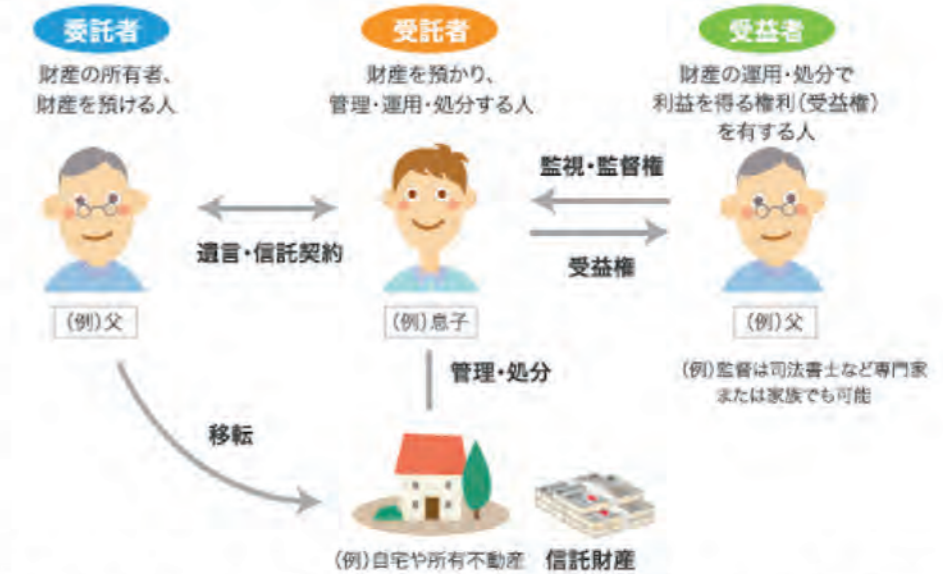 委託者
財産の所有者、
財産を預ける人
受託者
財産を預かり、
管理・運用・処分する人
受益者
財産の運用・処分で
利益を得る権利(受益権)
を有する人
遺言・信託契約
監視・監督権
受益権
(例)父
(例)息子
(例)父
(例)監督は司法書士など専門家
または家族でも可能
管理・処分
移転
(例)自宅や所有不動産
信託財産